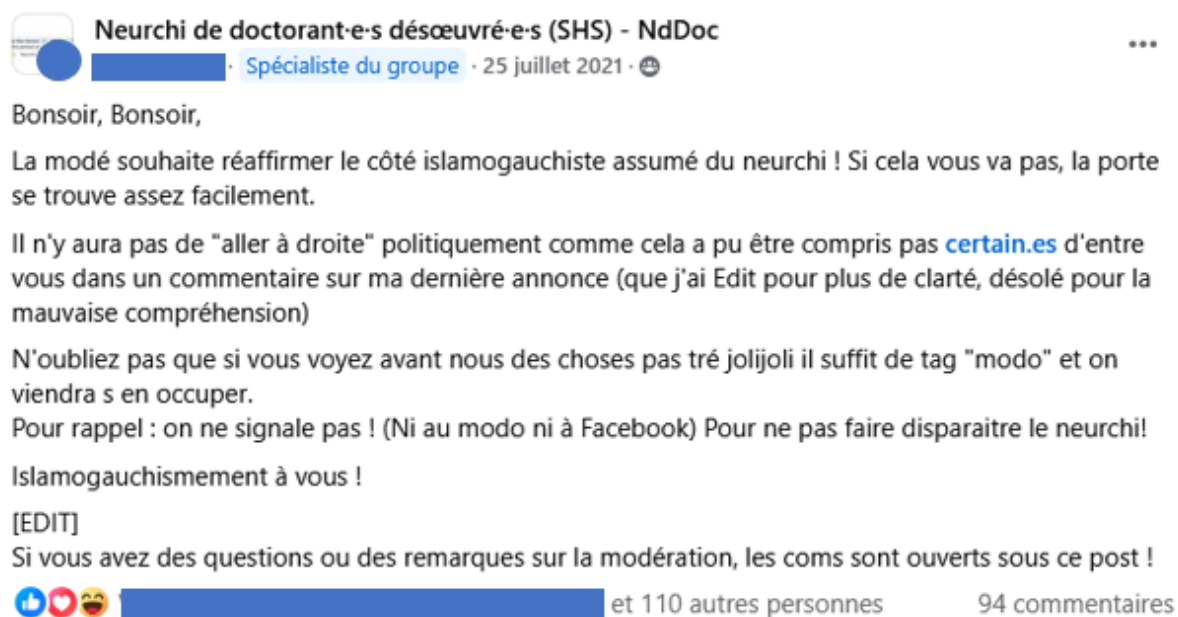 Neurchi de doctorant·e·s désœuvré·e·s (SHS) - NdDoc
· Spécialiste du groupe · 25 juillet 2021 ·
Bonsoir, Bonsoir,
La modé souhaite réaffirmer le côté islamogauchiste assumé du neurchi ! Si cela vous va pas, la porte
se trouve assez facilement.
Il n'y aura pas de "aller à droite" politiquement comme cela a pu être compris pas certain.es d'entre
vous dans un commentaire sur ma dernière annonce (que j'ai Edit pour plus de clarté, désolé pour la
mauvaise compréhension)
N'oubliez pas que si vous voyez avant nous des choses pas tré jolijoli il suffit de tag "modo" et on
viendra s en occuper.
Pour rappel : on ne signale pas ! (Ni au modo ni à Facebook) Pour ne pas faire disparaitre le neurchi!
Islamogauchismement à vous !
[EDIT]
Si vous avez des questions ou des remarques sur la modération, les coms sont ouverts sous ce post !
et 110 autres personnes 94 commentaires